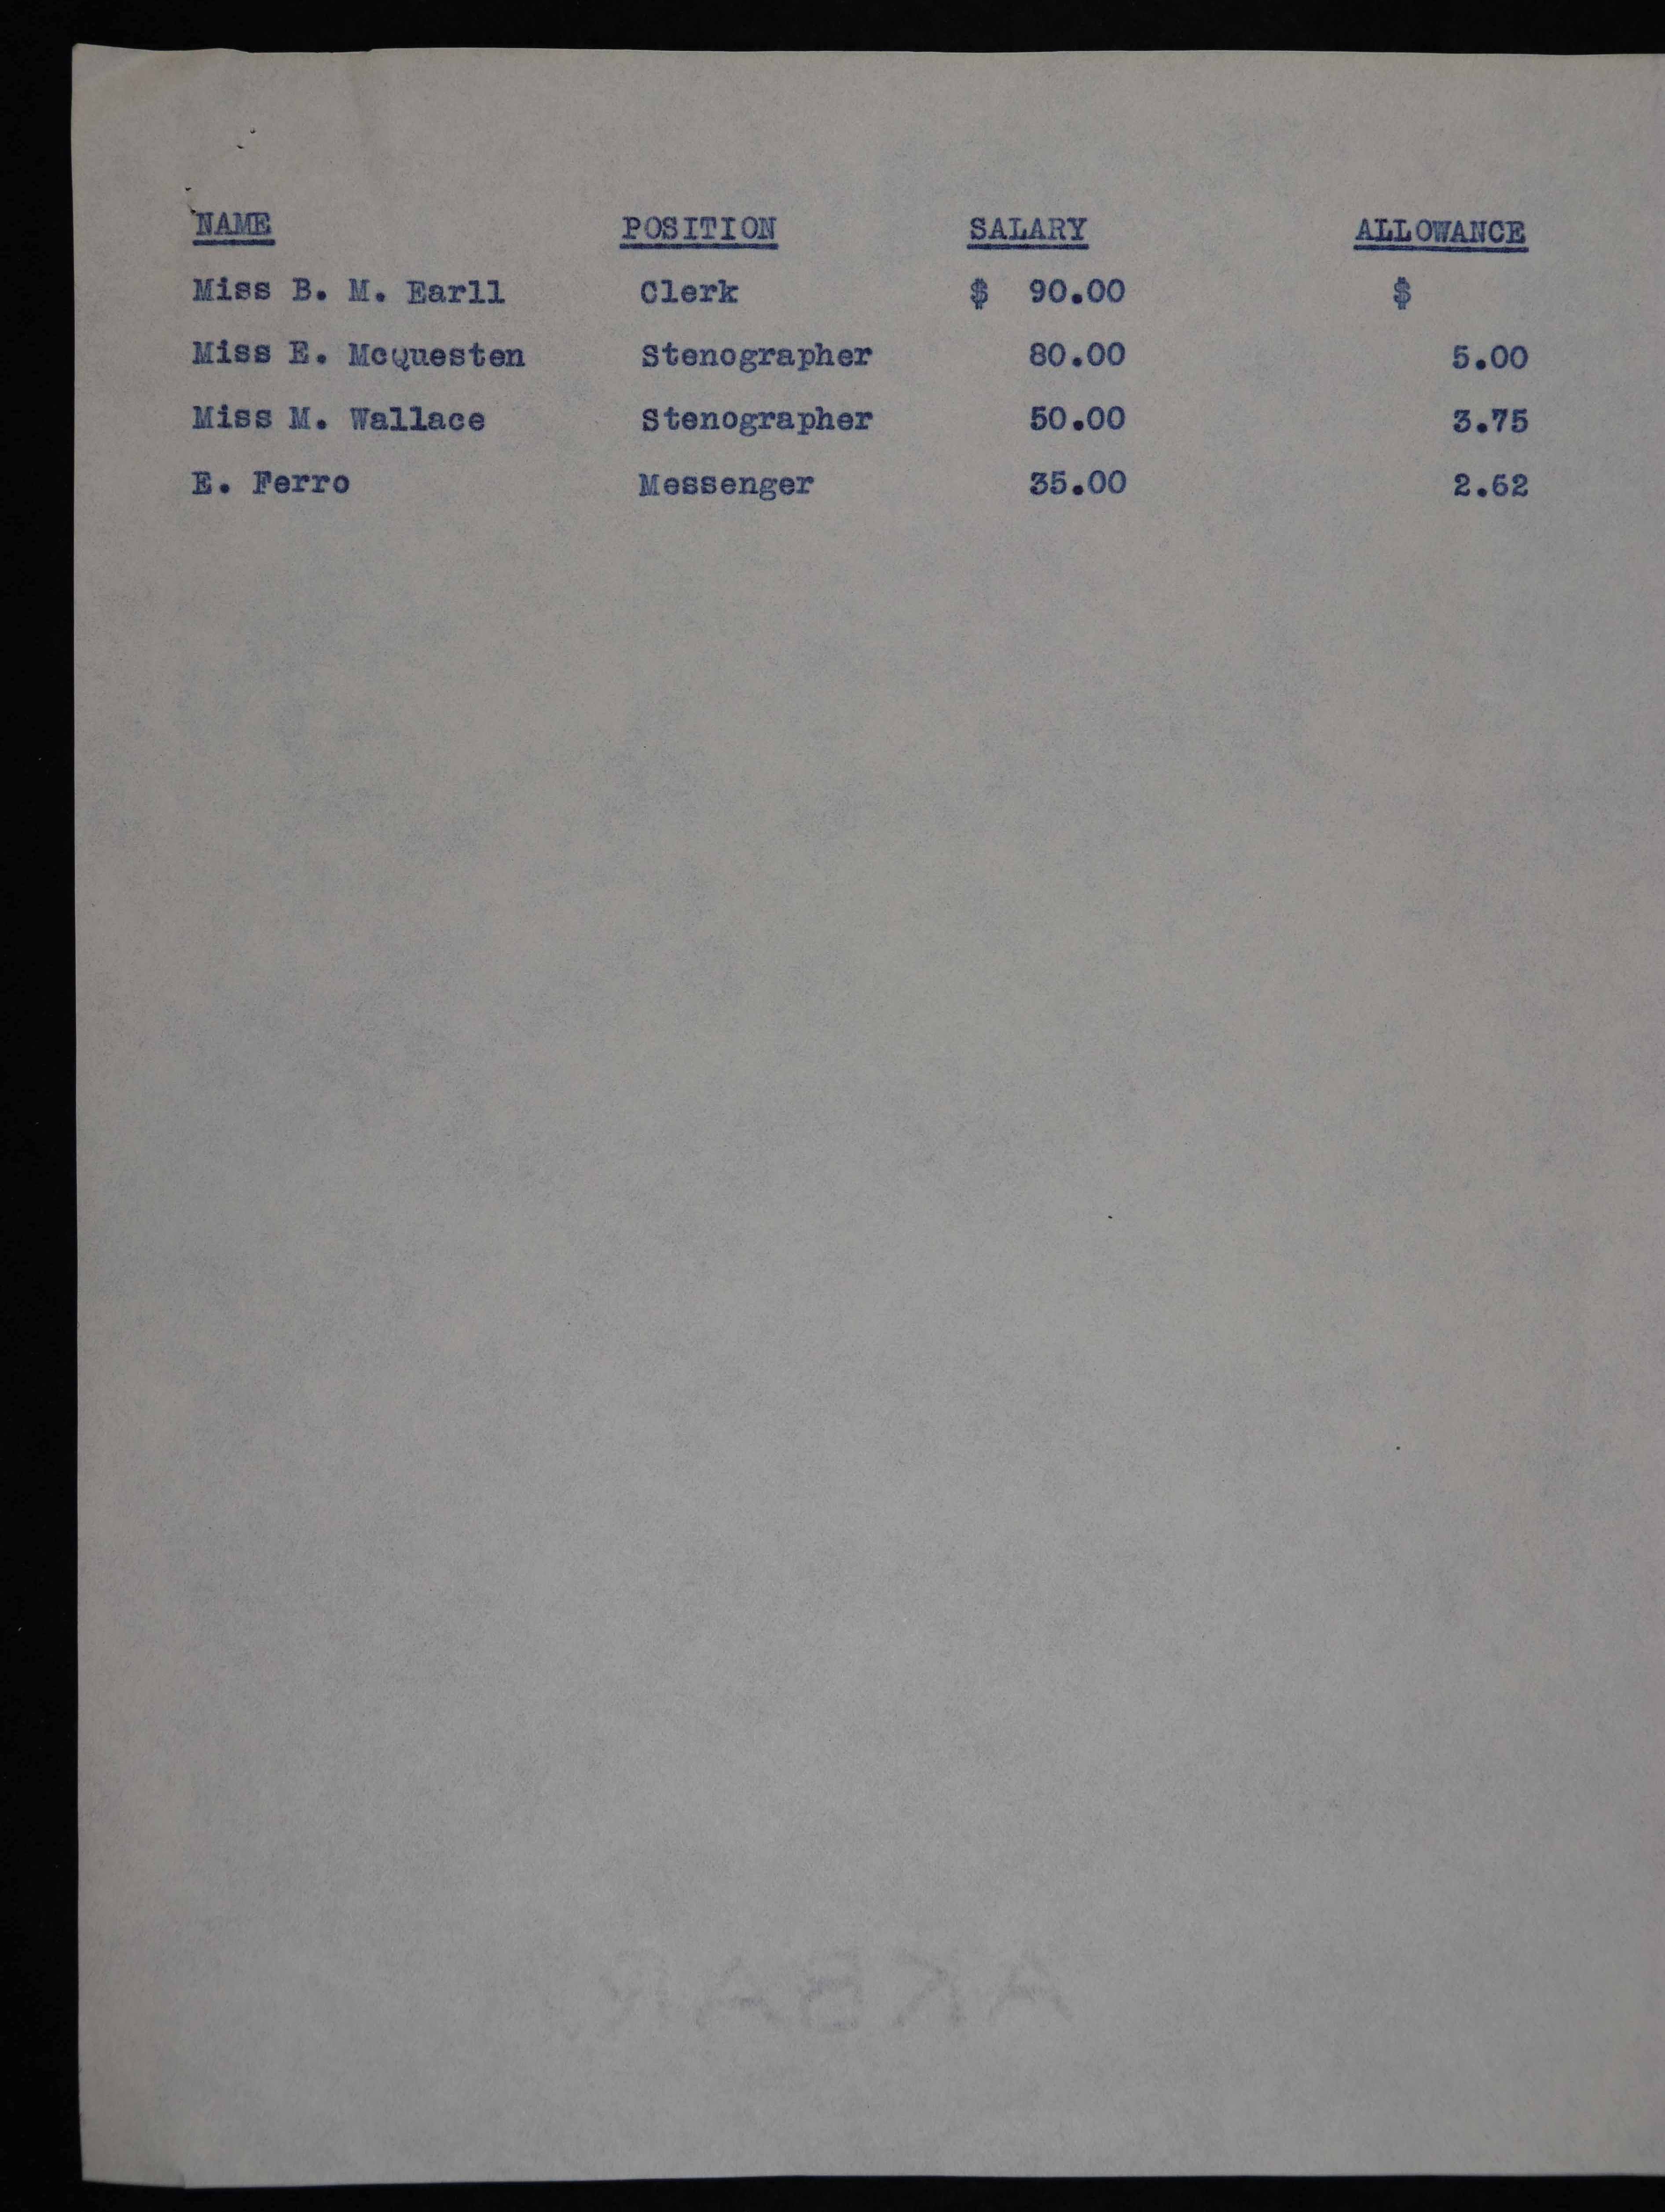 NAME POSITION SALARY ALLOWANCE
Miss B. M. Earll Clerk $ 90.00 $
Miss E. McQuesten Stenographer 80.00 5.00
Miss M. Wallace Stenographer 50.00 3.75
E. Ferro Messenger 35.00 2.62
AKBAR